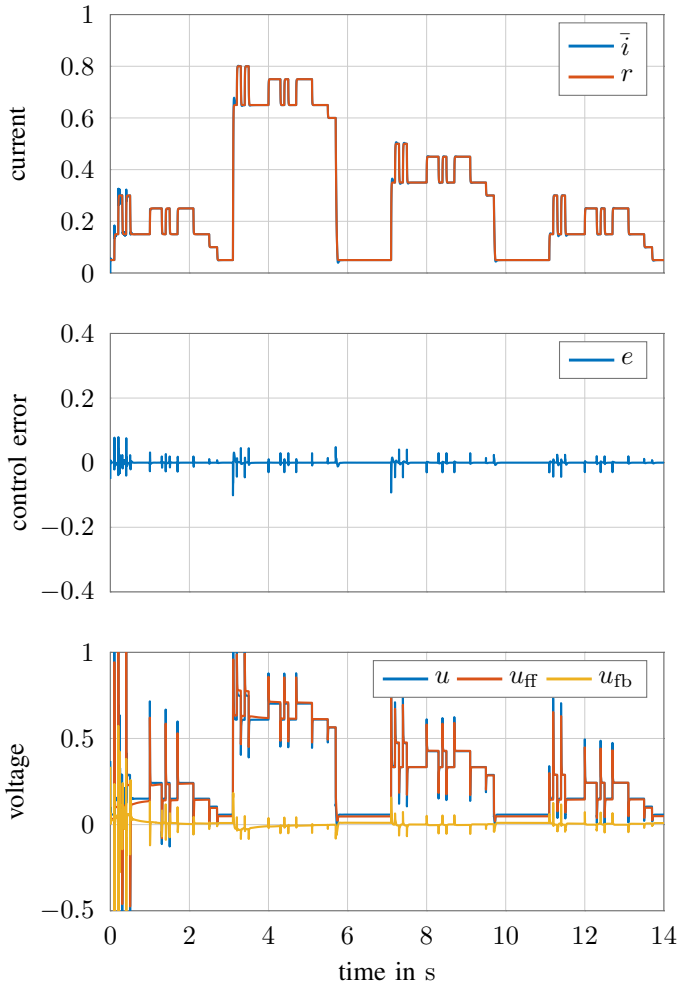 1
0.8
0.6
0.4
0.2
0
current
i̅
r
0.4
0.2
0
−0.2
−0.4
control error
e
1
0.5
0
−0.5
voltage
u u_ff u_fb
0 2 4 6 8 10 12 14
time in s